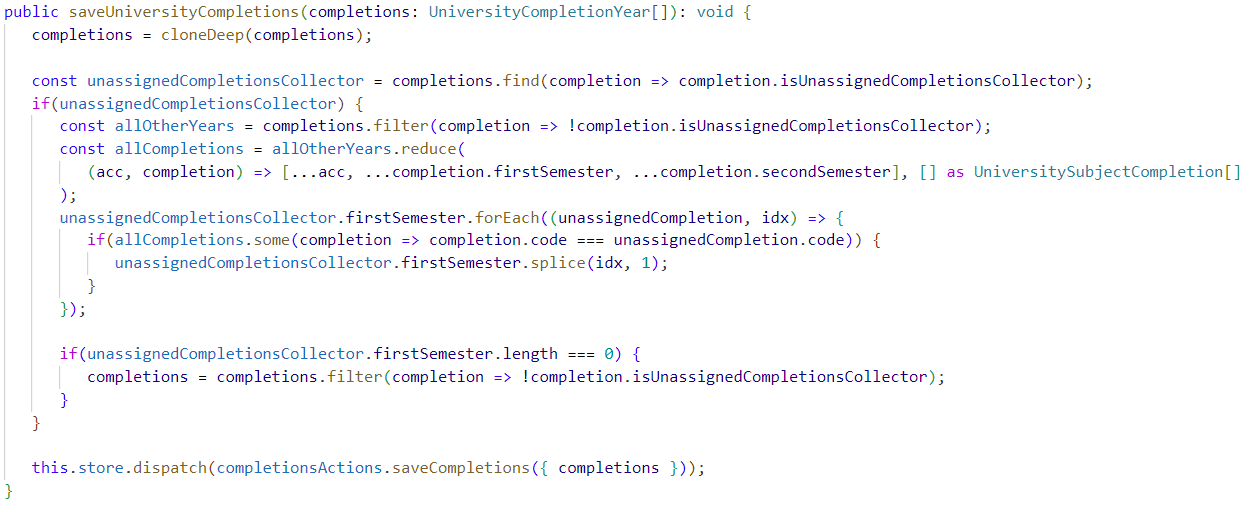 public saveUniversityCompletions(completions: UniversityCompletionYear[]): void {
    completions = cloneDeep(completions);

    const unassignedCompletionsCollector = completions.find(completion => completion.isUnassignedCompletionsCollector);
    if(unassignedCompletionsCollector) {
        const allOtherYears = completions.filter(completion => !completion.isUnassignedCompletionsCollector);
        const allCompletions = allOtherYears.reduce(
            (acc, completion) => [...acc, ...completion.firstSemester, ...completion.secondSemester], [] as UniversitySubjectCompletion[]
        );
        unassignedCompletionsCollector.firstSemester.forEach((unassignedCompletion, idx) => {
            if(allCompletions.some(completion => completion.code === unassignedCompletion.code)) {
                unassignedCompletionsCollector.firstSemester.splice(idx, 1);
            }
        });

        if(unassignedCompletionsCollector.firstSemester.length === 0) {
            completions = completions.filter(completion => !completion.isUnassignedCompletionsCollector);
        }
    }

    this.store.dispatch(completionsActions.saveCompletions({ completions }));
}